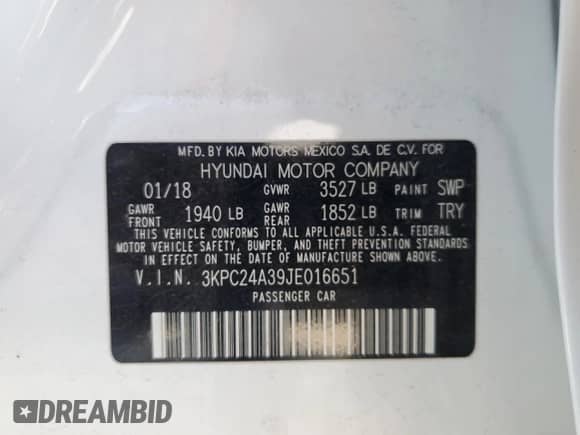 MFD. BY KIA MOTORS MEXICO S.A. DE C.V. FOR
HYUNDAI MOTOR COMPANY
01/18 GVWR 3527 LB PAINT SWP
GAWR FRONT 1940 LB GAWR REAR 1852 LB TRIM TRY
THIS VEHICLE CONFORMS TO ALL APPLICABLE U.S.A. FEDERAL
MOTOR VEHICLE SAFETY, BUMPER, AND THEFT PREVENTION STANDARDS
IN EFFECT ON THE DATE OF MANUFACTURE SHOWN ABOVE.
V.I.N. 3KPC24A39JE016651
PASSENGER CAR
DREAMBID